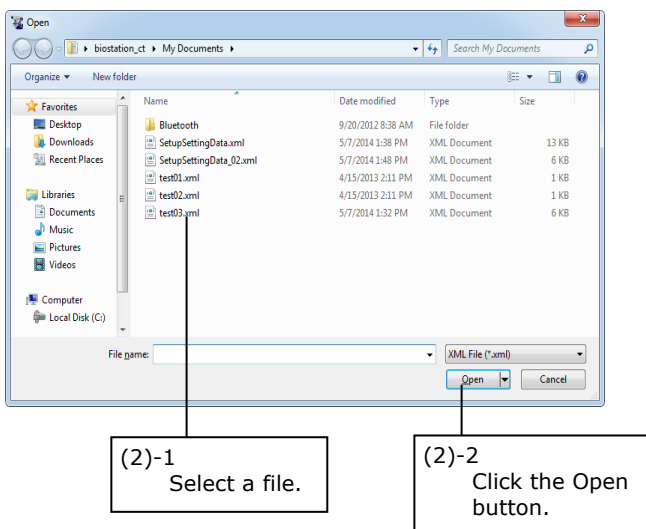 Open
biostation_ct ▸ My Documents ▸
Search My Documents
Organize ▾ New folder
Favorites
Desktop
Downloads
Recent Places
Libraries
Documents
Music
Pictures
Videos
Computer
Local Disk (C:)
Name Date modified Type Size
Bluetooth 9/20/2012 8:38 AM File folder
SetupSettingData.xml 5/7/2014 1:38 PM XML Document 13 KB
SetupSettingData_02.xml 5/7/2014 1:48 PM XML Document 6 KB
test01.xml 4/15/2013 2:11 PM XML Document 1 KB
test02.xml 4/15/2013 2:11 PM XML Document 1 KB
test03.xml 5/7/2014 1:32 PM XML Document 6 KB
File name: XML File (*.xml)
Open Cancel
(2)-1
Select a file.
(2)-2
Click the Open
button.